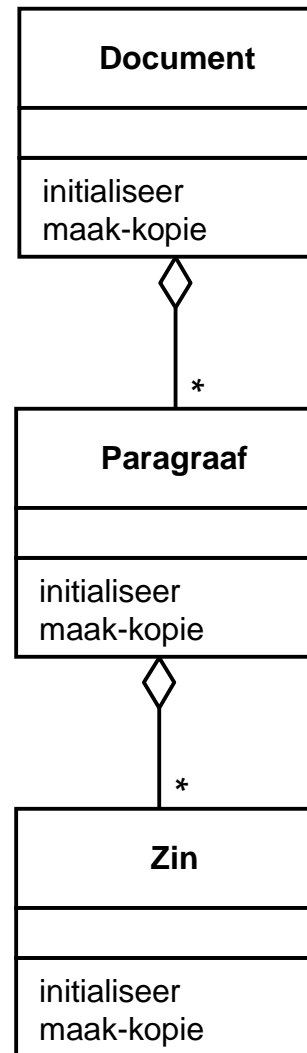 Document
initialiseer
maak-kopie
*
Paragraaf
initialiseer
maak-kopie
*
Zin
initialiseer
maak-kopie